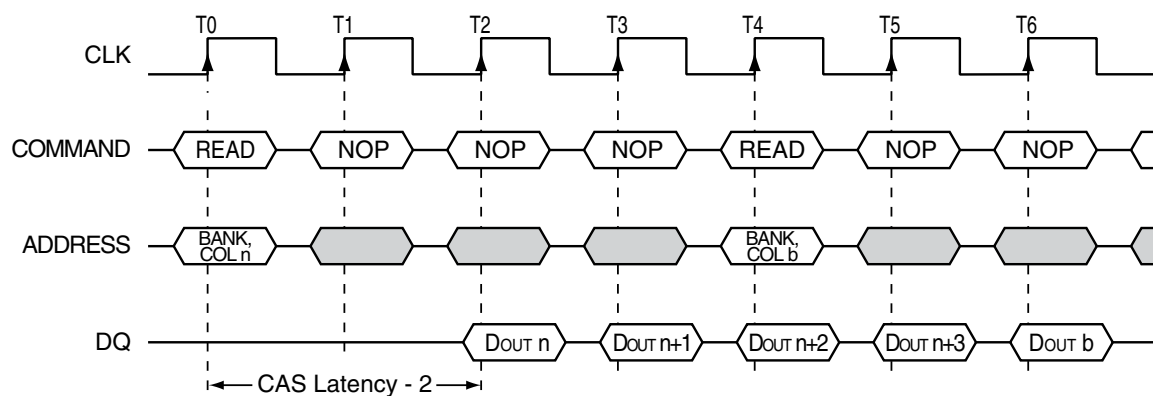 T0 T1 T2 T3 T4 T5 T6
CLK
COMMAND READ NOP NOP NOP READ NOP NOP
ADDRESS BANK, COL n BANK, COL b
DQ DOUT n DOUT n+1 DOUT n+2 DOUT n+3 DOUT b
CAS Latency - 2